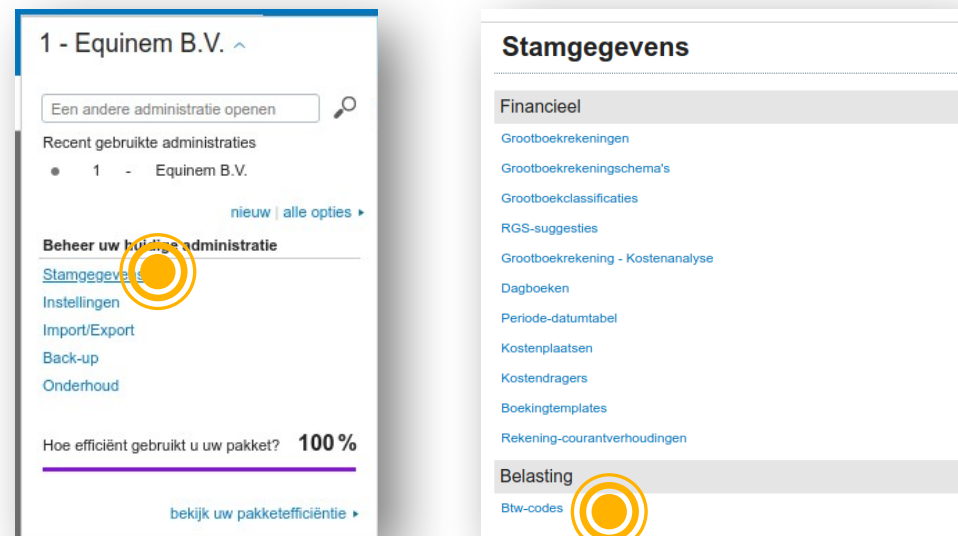 1 - Equinem B.V.
Een andere administratie openen
Recent gebruikte administraties
1 - Equinem B.V.
nieuw | alle opties
Beheer uw huidige administratie
Stamgegevens
Instellingen
Import/Export
Back-up
Onderhoud
Hoe efficiënt gebruikt u uw pakket? 100 %
bekijk uw pakketefficiëntie
Stamgegevens
Financieel
Grootboekrekeningen
Grootboekrekeningschema's
Grootboekclassificaties
RGS-suggesties
Grootboekrekening - Kostenanalyse
Dagboeken
Periode-datumtabel
Kostenplaatsen
Kostendragers
Boekingtemplates
Rekening-courantverhoudingen
Belasting
Btw-codes